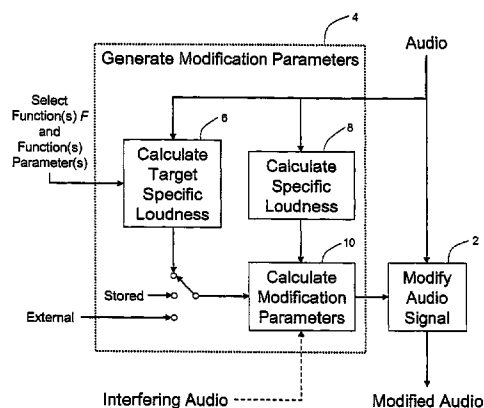 4
Audio
Generate Modification Parameters
Select
Function(s) F
and
Function(s)
Parameter(s)
6
8
Calculate
Target
Specific
Loudness
Calculate
Specific
Loudness
10
2
Calculate
Modification
Parameters
Modify
Audio
Signal
Stored
External
Interfering Audio
Modified Audio